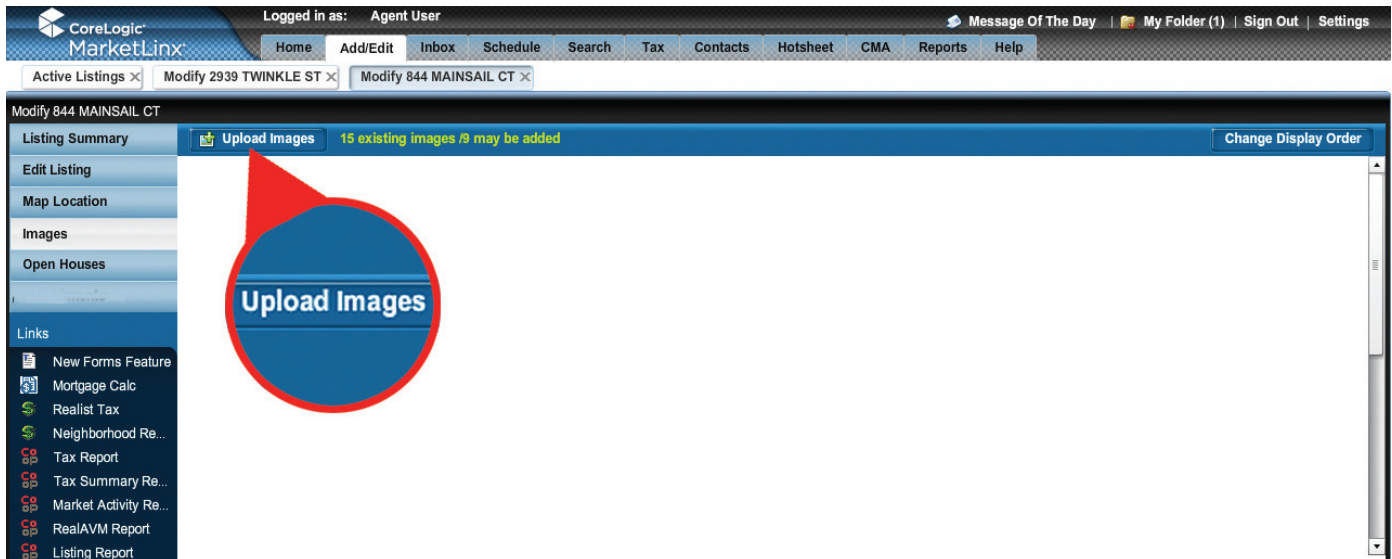 CoreLogic
MarketLinx
Logged in as: Agent User
Message Of The Day | My Folder (1) | Sign Out | Settings
Home Add/Edit Inbox Schedule Search Tax Contacts Hotsheet CMA Reports Help
Active Listings X Modify 2939 TWINKLE ST X Modify 844 MAINSAIL CT X
Modify 844 MAINSAIL CT
Listing Summary
Upload Images 15 existing images /9 may be added Change Display Order
Edit Listing
Map Location
Images
Open Houses
Upload Images
Links
New Forms Feature
Mortgage Calc
Realist Tax
Neighborhood Re...
Tax Report
Tax Summary Re...
Market Activity Re...
RealAVM Report
Listing Report